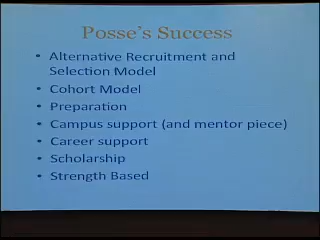 Posse's Success
• Alternative Recruitment and
Selection Model
• Cohort Model
• Preparation
• Campus support (and mentor piece)
• Career support
• Scholarship
• Strength Based